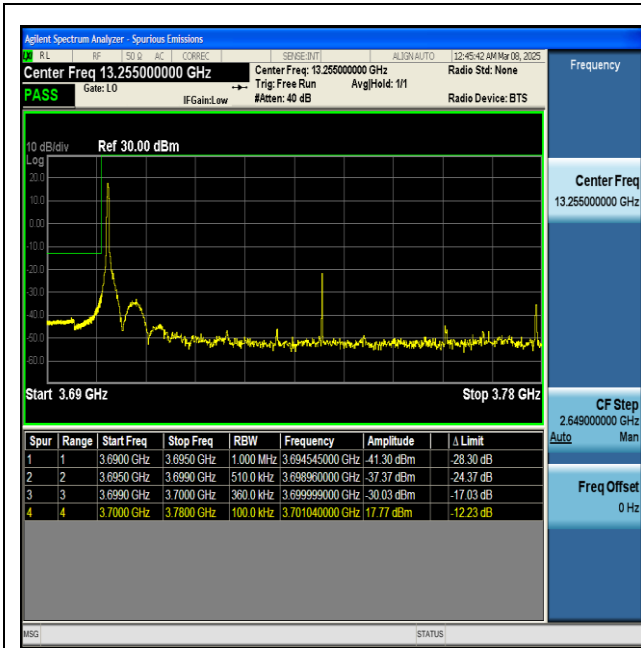 Agilent Spectrum Analyzer - Spurious Emissions
RL RF 50 Ω AC CORREC SENSE:INT ALIGN AUTO 12:45:42 AM Mar 08, 2025
Center Freq 13.255000000 GHz
Center Freq: 13.255000000 GHz Radio Std: None
PASS Gate: LO Trig: Free Run Avg|Hold: 1/1
IFGain:Low #Atten: 40 dB Radio Device: BTS
10 dB/div Ref 30.00 dBm
Log
20.0
10.0
0.00
-10.0
-20.0
-30.0
-40.0
-50.0
-60.0
Start 3.69 GHz Stop 3.78 GHz
Spur Range Start Freq Stop Freq RBW Frequency Amplitude Δ Limit
1 1 3.6900 GHz 3.6950 GHz 1.000 MHz 3.694545000 GHz -41.30 dBm -28.30 dB
2 2 3.6950 GHz 3.6990 GHz 510.0 kHz 3.698960000 GHz -37.37 dBm -24.37 dB
3 3 3.6990 GHz 3.7000 GHz 360.0 kHz 3.699999000 GHz -30.03 dBm -17.03 dB
4 4 3.7000 GHz 3.7800 GHz 100.0 kHz 3.701040000 GHz 17.77 dBm -12.23 dB
MSG STATUS
Frequency
Center Freq
13.255000000 GHz
CF Step
2.649000000 GHz
Auto Man
Freq Offset
0 Hz